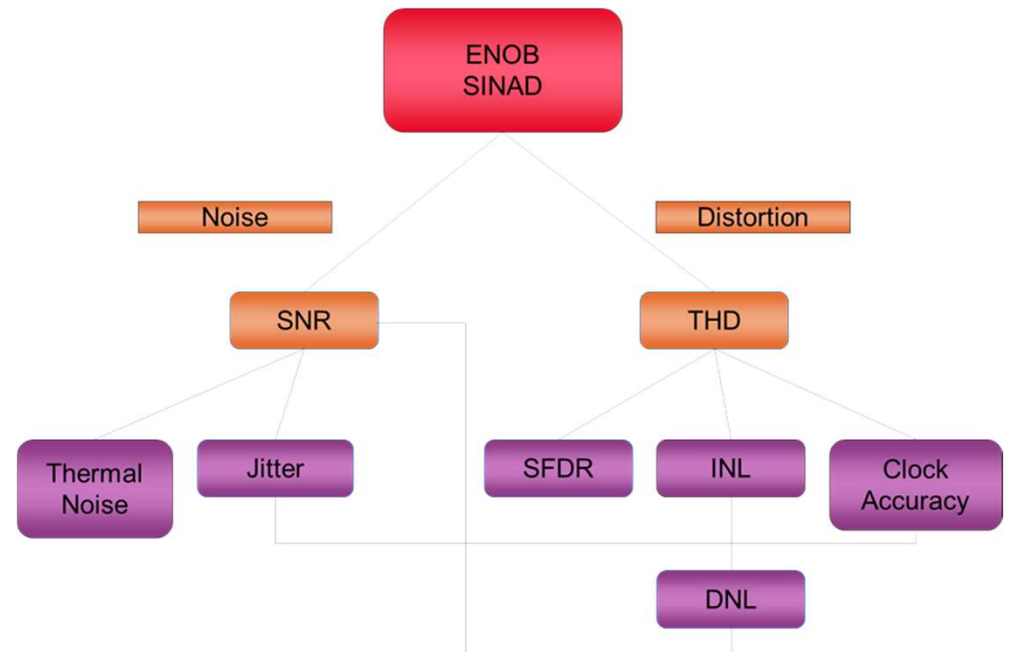 ENOB
SINAD
Noise
Distortion
SNR
THD
Thermal
Noise
Jitter
SFDR
INL
Clock
Accuracy
DNL